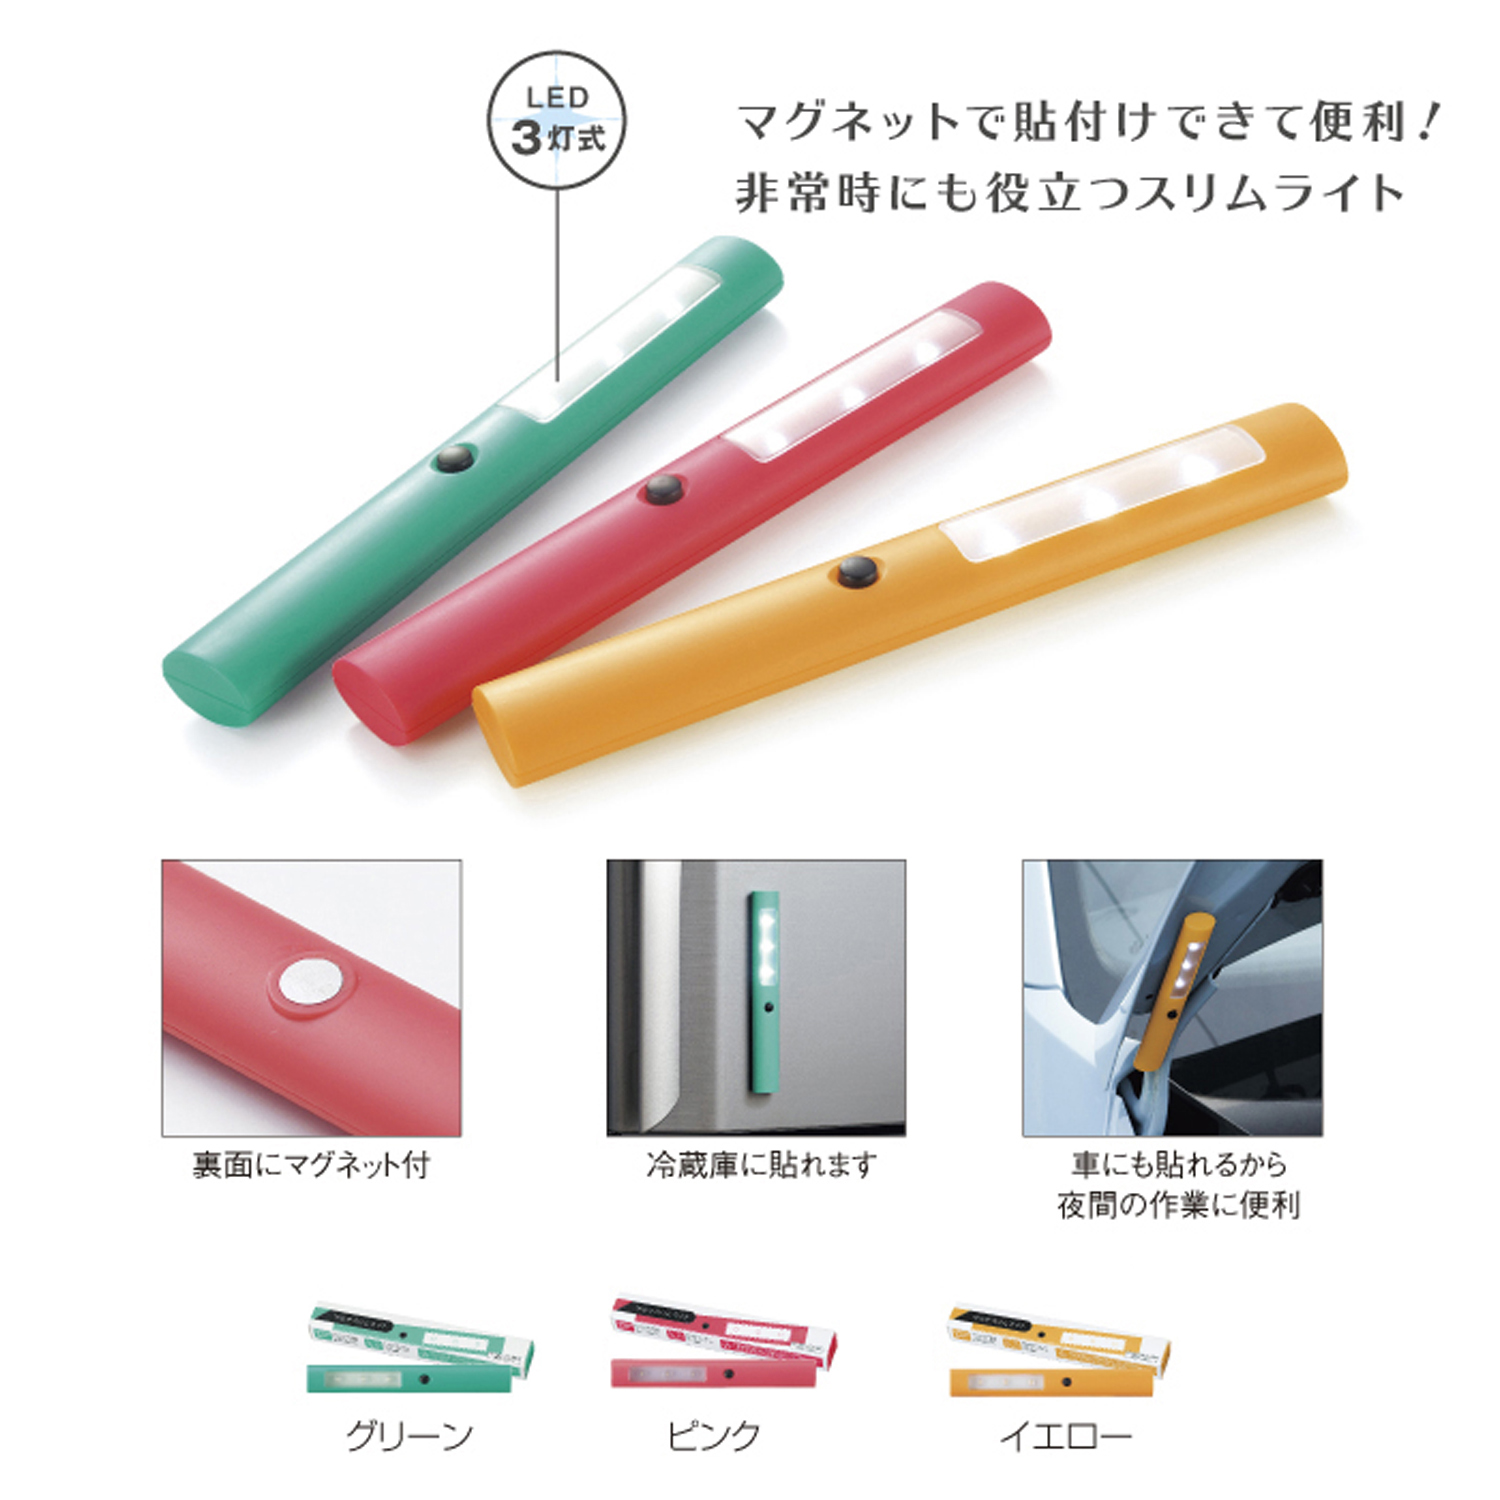 LED
3灯式
マグネットで貼付けできて便利！
非常時にも役立つスリムライト
裏面にマグネット付
冷蔵庫に貼れます
車にも貼れるから
夜間の作業に便利
グリーン
ピンク
イエロー